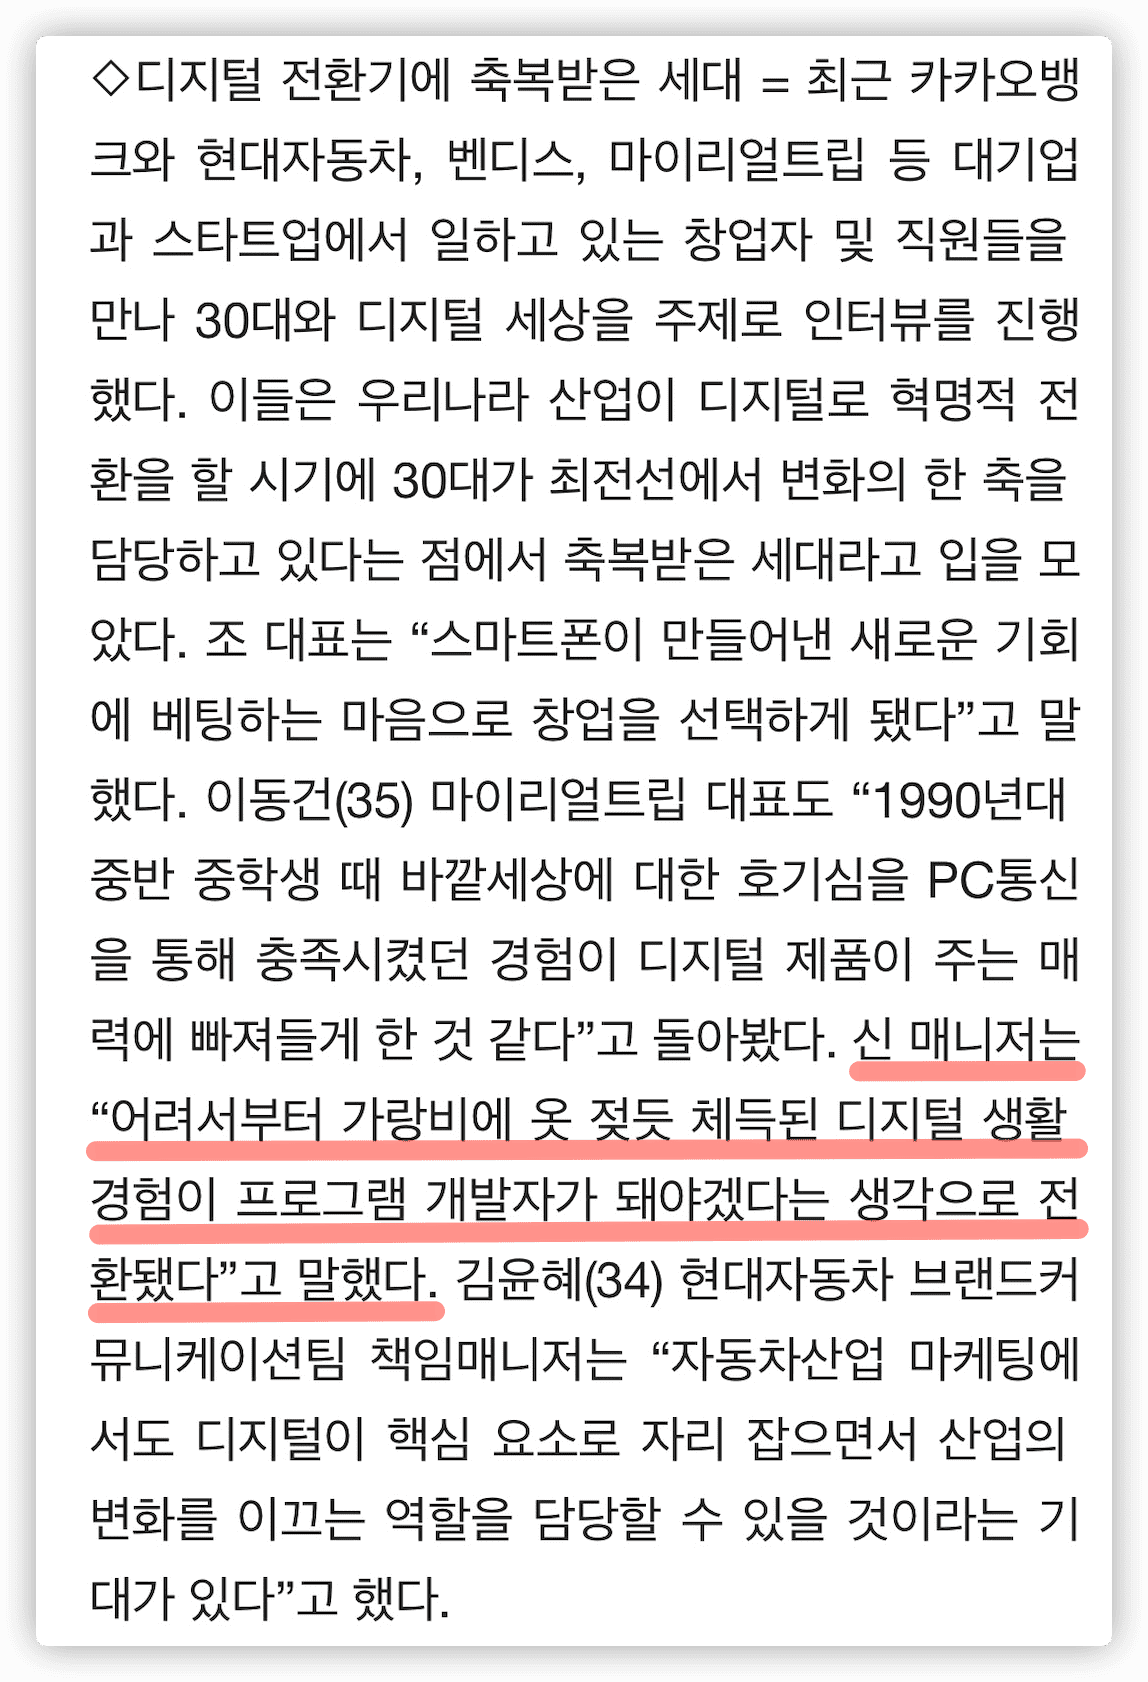 ◇디지털 전환기에 축복받은 세대 = 최근 카카오뱅
크와 현대자동차, 벤디스, 마이리얼트립 등 대기업
과 스타트업에서 일하고 있는 창업자 및 직원들을
만나 30대와 디지털 세상을 주제로 인터뷰를 진행
했다. 이들은 우리나라 산업이 디지털로 혁명적 전
환을 할 시기에 30대가 최전선에서 변화의 한 축을
담당하고 있다는 점에서 축복받은 세대라고 입을 모
았다. 조 대표는 “스마트폰이 만들어낸 새로운 기회
에 베팅하는 마음으로 창업을 선택하게 됐다”고 말
했다. 이동건(35) 마이리얼트립 대표도 “1990년대
중반 중학생 때 바깥세상에 대한 호기심을 PC통신
을 통해 충족시켰던 경험이 디지털 제품이 주는 매
력에 빠져들게 한 것 같다”고 돌아봤다. 신 매니저는
“어려서부터 가랑비에 옷 젖듯 체득된 디지털 생활
경험이 프로그램 개발자가 돼야겠다는 생각으로 전
환됐다”고 말했다. 김윤혜(34) 현대자동차 브랜드커
뮤니케이션팀 책임매니저는 “자동차산업 마케팅에
서도 디지털이 핵심 요소로 자리 잡으면서 산업의
변화를 이끄는 역할을 담당할 수 있을 것이라는 기
대가 있다”고 했다.